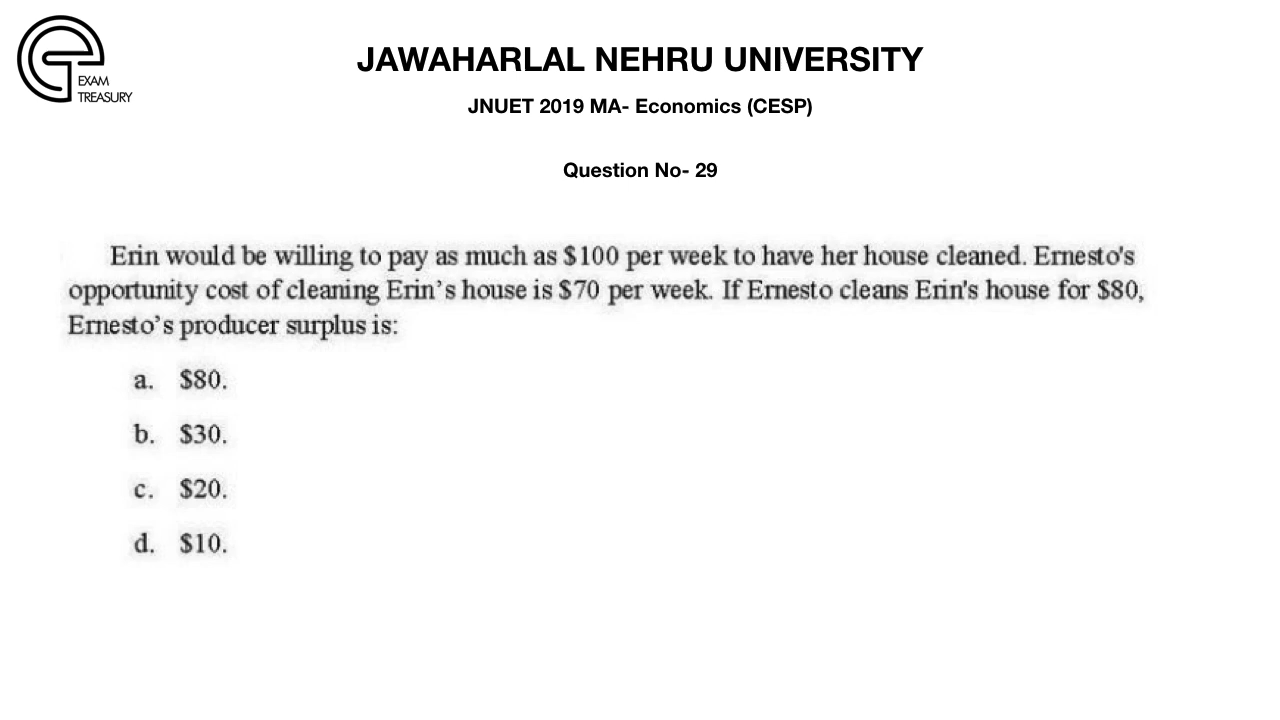 EXAM
TREASURY
JAWAHARLAL NEHRU UNIVERSITY
JNUET 2019 MA- Economics (CESP)
Question No- 29
Erin would be willing to pay as much as $100 per week to have her house cleaned. Ernesto's
opportunity cost of cleaning Erin’s house is $70 per week. If Ernesto cleans Erin's house for $80,
Ernesto’s producer surplus is:
a. $80.
b. $30.
c. $20.
d. $10.